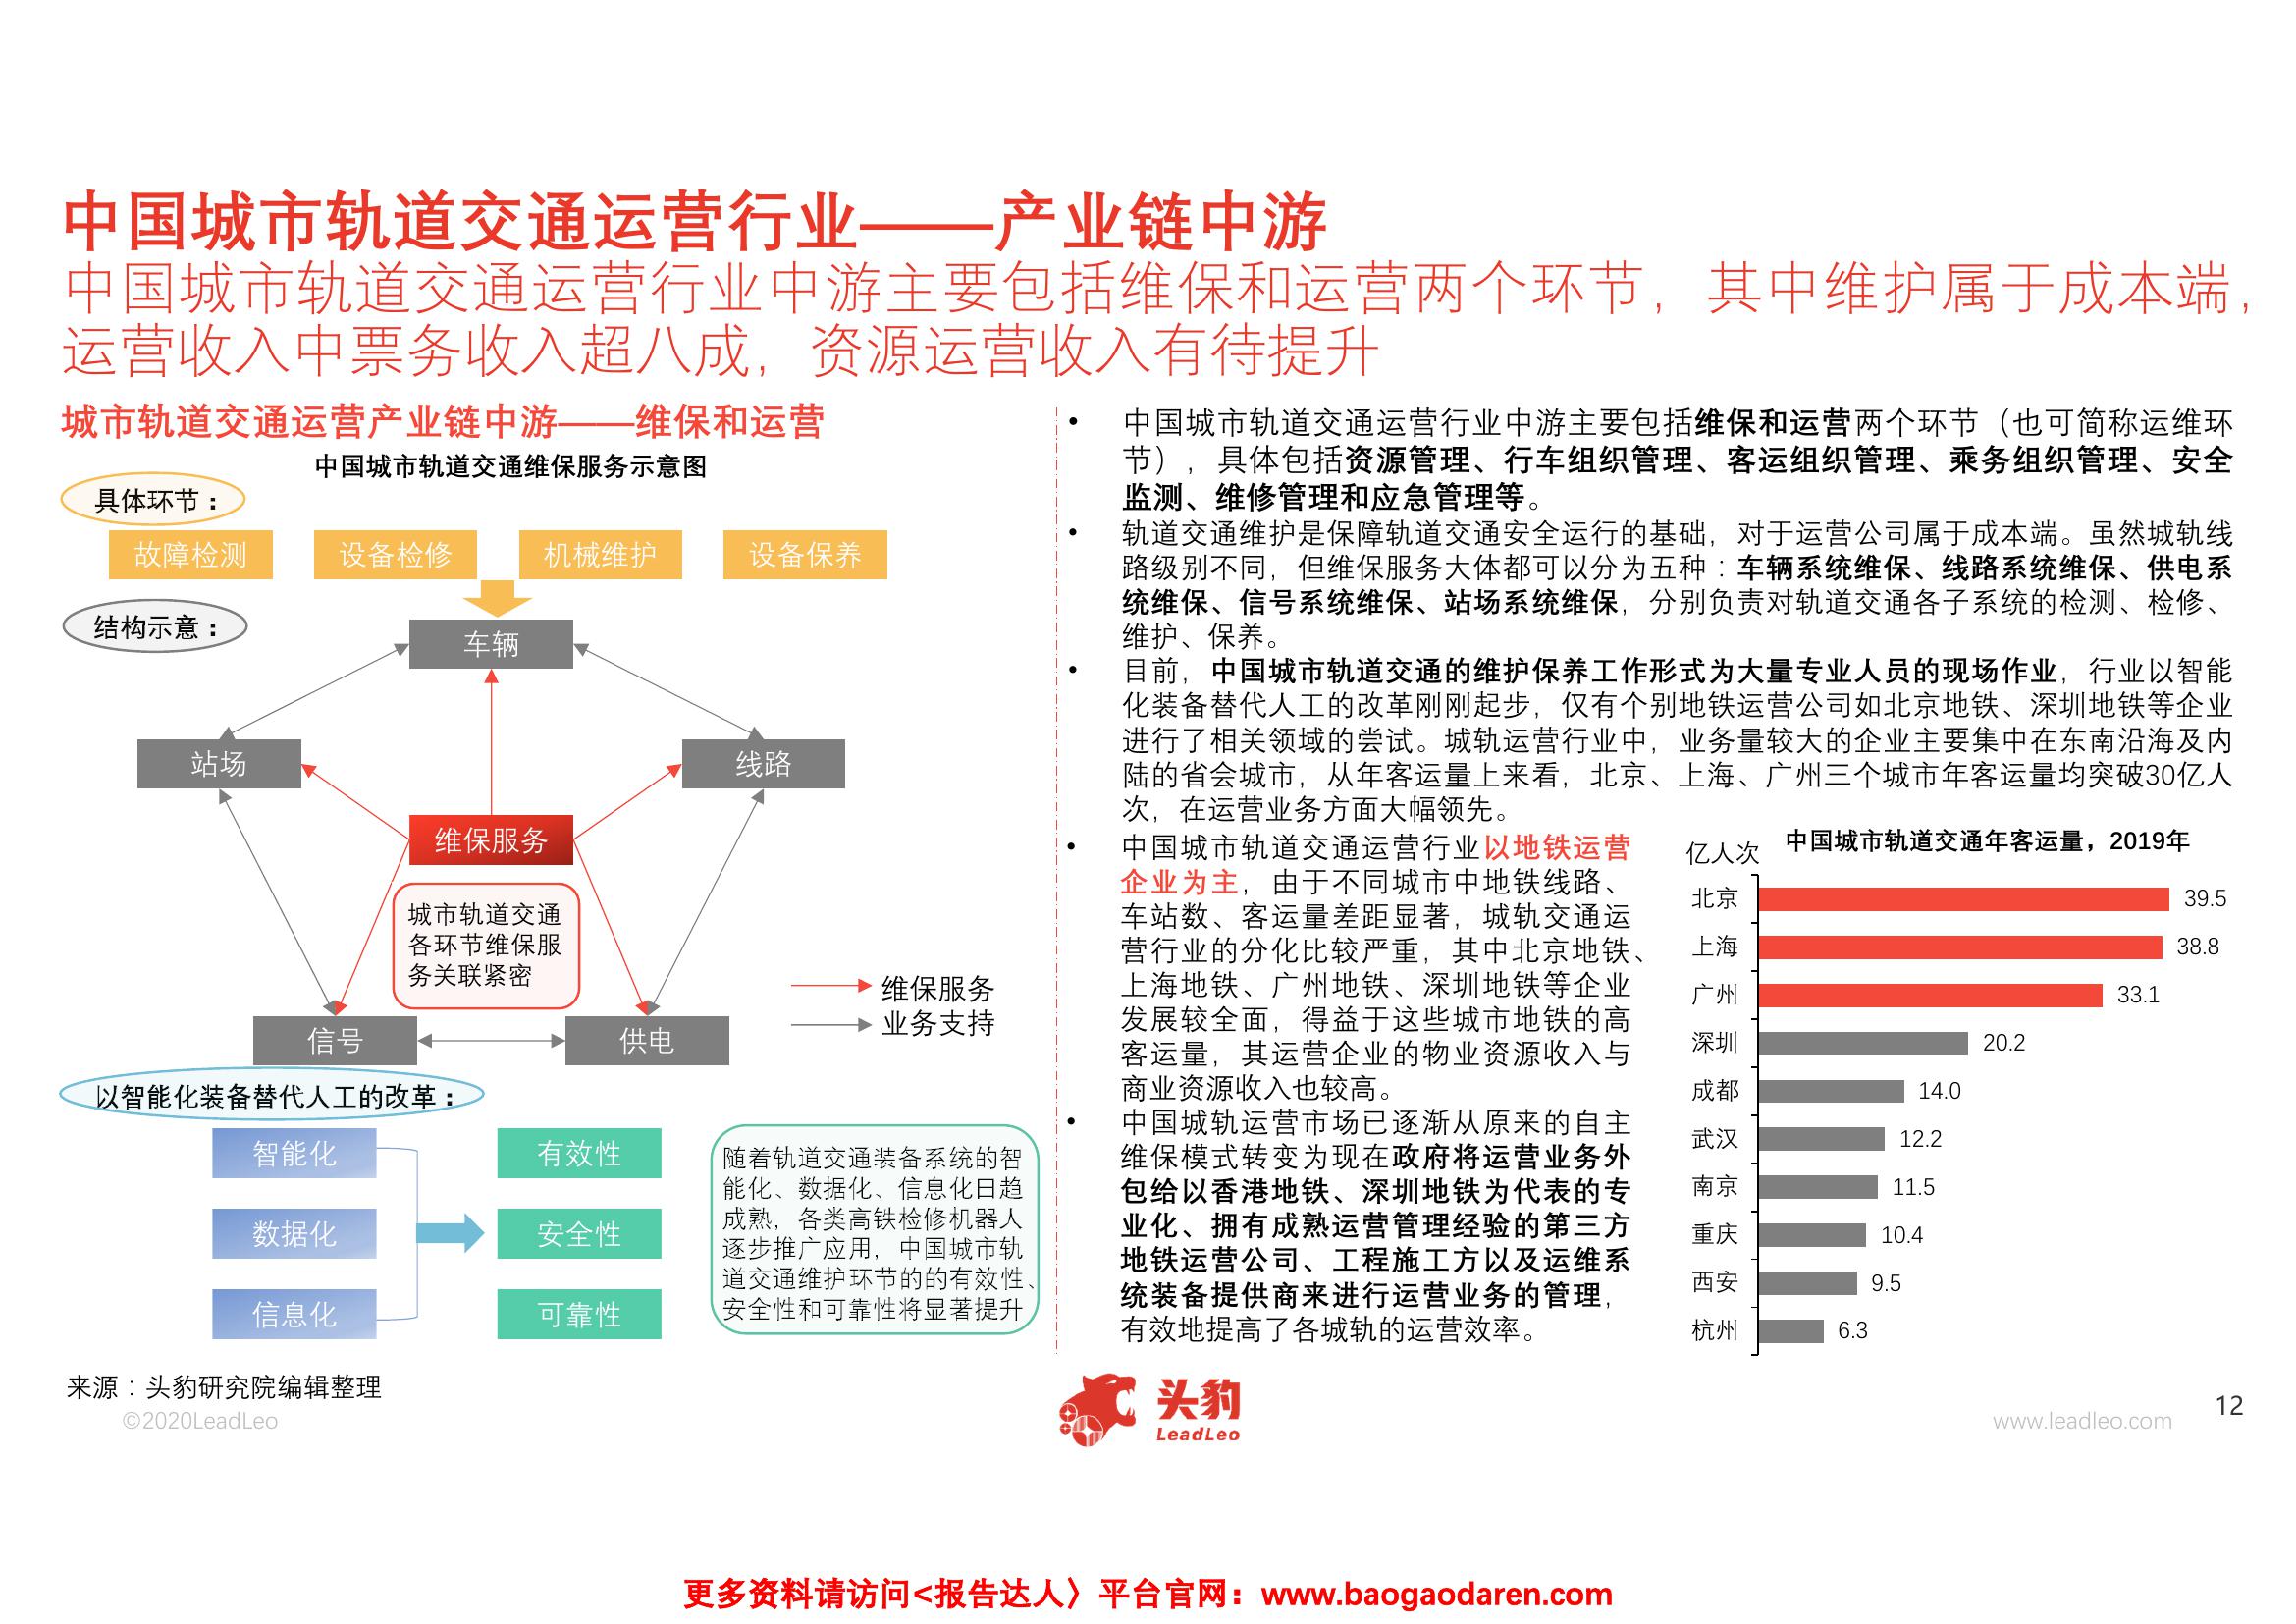 中国城市轨道交通运营行业——产业链中游
中国城市轨道交通运营行业中游主要包括维保和运营两个环节，其中维护属于成本端，
运营收入中票务收入超八成，资源运营收入有待提升
城市轨道交通运营产业链中游——维保和运营
中国城市轨道交通维保服务示意图
具体环节：
故障检测
设备检修
机械维护
设备保养
结构示意：
车辆
站场
线路
维保服务
城市轨道交通
各环节维保服
务关联紧密
维保服务
业务支持
信号
供电
以智能化装备替代人工的改革：
智能化
数据化
信息化
有效性
安全性
可靠性
随着轨道交通装备系统的智
能化、数据化、信息化日趋
成熟，各类高铁检修机器人
逐步推广应用，中国城市轨
道交通维护环节的的有效性、
安全性和可靠性将显著提升
• 中国城市轨道交通运营行业中游主要包括维保和运营两个环节（也可简称运维环
节），具体包括资源管理、行车组织管理、客运组织管理、乘务组织管理、安全
监测、维修管理和应急管理等。
• 轨道交通维护是保障轨道交通安全运行的基础，对于运营公司属于成本端。虽然城轨线
路级别不同，但维保服务大体都可以分为五种：车辆系统维保、线路系统维保、供电系
统维保、信号系统维保、站场系统维保，分别负责对轨道交通各子系统的检测、检修、
维护、保养。
• 目前，中国城市轨道交通的维护保养工作形式为大量专业人员的现场作业，行业以智能
化装备替代人工的改革刚刚起步，仅有个别地铁运营公司如北京地铁、深圳地铁等企业
进行了相关领域的尝试。城轨运营行业中，业务量较大的企业主要集中在东南沿海及内
陆的省会城市，从年客运量上来看，北京、上海、广州三个城市年客运量均突破30亿人
次，在运营业务方面大幅领先。
• 中国城市轨道交通运营行业以地铁运营
企业为主，由于不同城市中地铁线路、
车站数、客运量差距显著，城轨交通运
营行业的分化比较严重，其中北京地铁、
上海地铁、广州地铁、深圳地铁等企业
发展较全面，得益于这些城市地铁的高
客运量，其运营企业的物业资源收入与
商业资源收入也较高。
• 中国城轨运营市场已逐渐从原来的自主
维保模式转变为现在政府将运营业务外
包给以香港地铁、深圳地铁为代表的专
业化、拥有成熟运营管理经验的第三方
地铁运营公司、工程施工方以及运维系
统装备提供商来进行运营业务的管理，
有效地提高了各城轨的运营效率。
亿人次
中国城市轨道交通年客运量，2019年
北京 39.5
上海 38.8
广州 33.1
深圳 20.2
成都 14.0
武汉 12.2
南京 11.5
重庆 10.4
西安 9.5
杭州 6.3
来源：头豹研究院编辑整理
©2020LeadLeo
头豹
LeadLeo
www.leadleo.com
12
更多资料请访问<报告达人〉平台官网：www.baogaodaren.com